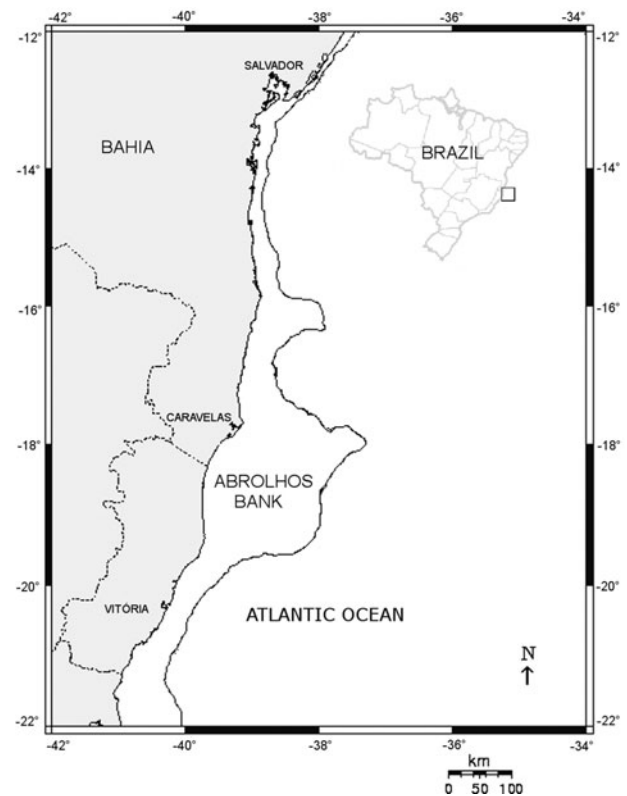 -42°
-40°
-38°
-36°
-34°
-12°
-12°
SALVADOR
BAHIA
BRAZIL
-14°
-14°
-16°
-16°
CARAVELAS
-18°
-18°
ABROLHOS
BANK
-20°
-20°
VITÓRIA
ATLANTIC OCEAN
N
-22°
-22°
-42°
-40°
-38°
-36°
-34°
km
0 50 100